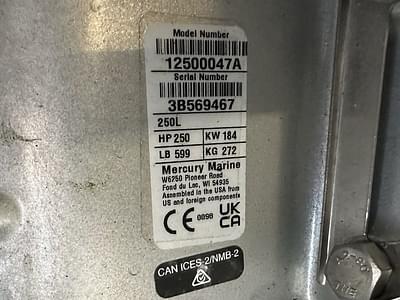 Model Number
12500047A
Serial Number
3B569467
250L
HP 250 KW 184
LB 599 KG 272
Mercury Marine
W6250 Pioneer Road
Fond du Lac, WI 54935
Assembled in the USA from
US and foreign components
CE 0098 UK
CA
CAN ICES-2/NMB-2